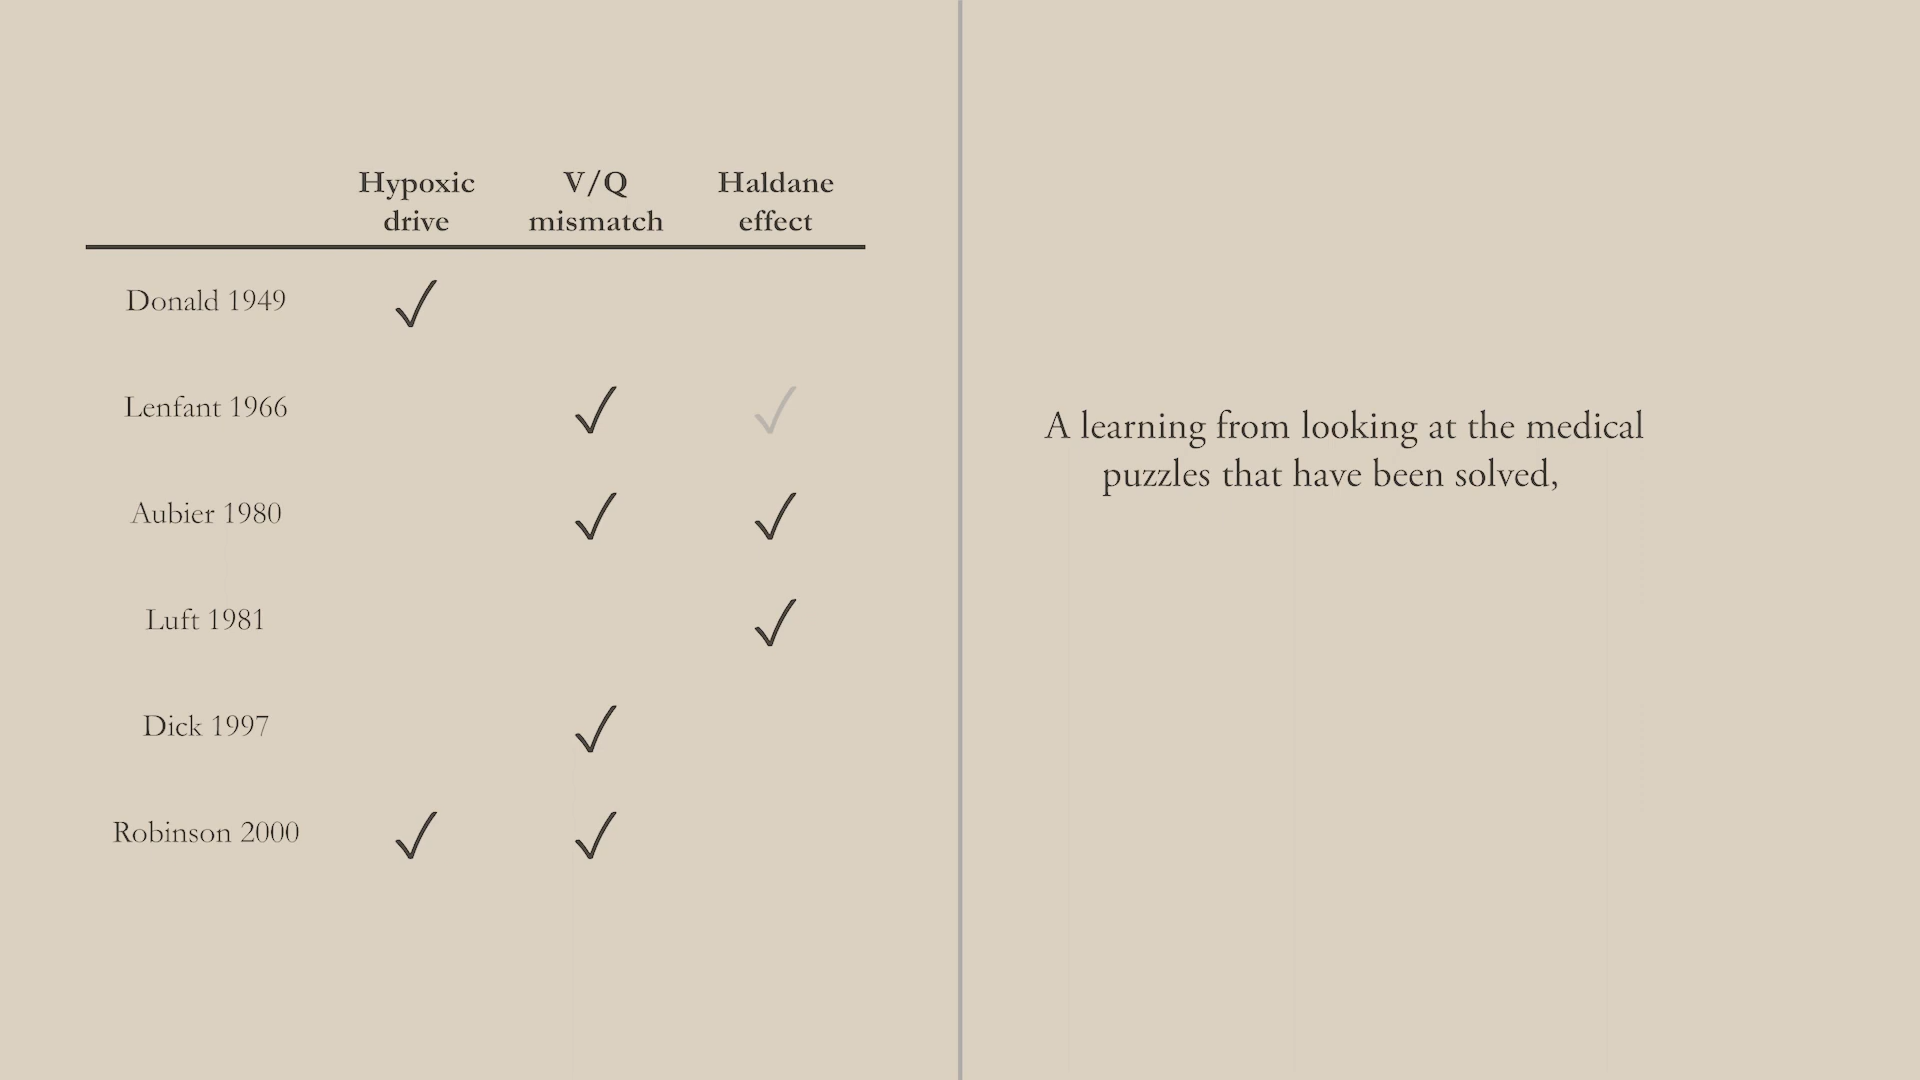 Hypoxic drive V/Q mismatch Haldane effect
Donald 1949 ✓
Lenfant 1966 ✓ ✓
Aubier 1980 ✓ ✓
Luft 1981 ✓
Dick 1997 ✓
Robinson 2000 ✓ ✓
A learning from looking at the medical
puzzles that have been solved,